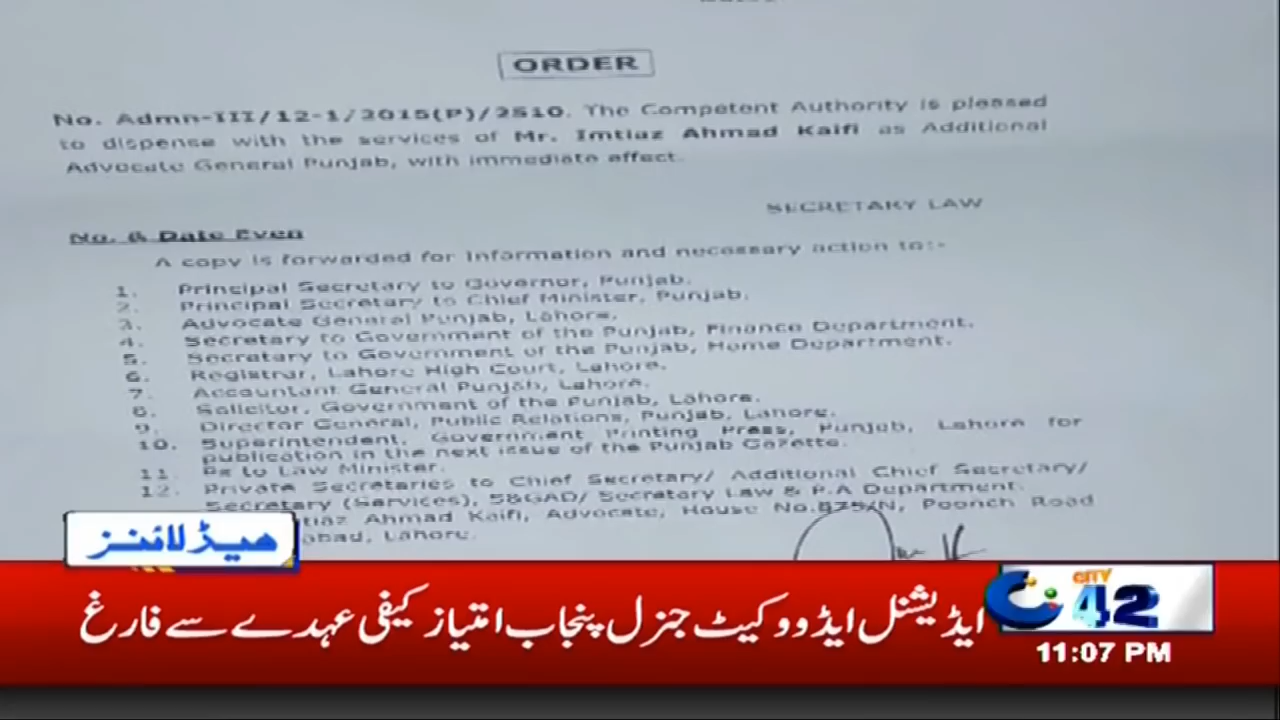 ORDER
No. Admn-III/12-1/2015(P)/2510. The Competent Authority is pleased
to dispense with the services of Mr. Imtiaz Ahmad Kaifi as Additional
Advocate General Punjab, with immediate effect.
SECRETARY LAW
No. & Date Even
A copy is forwarded for information and necessary action to:-
1. Principal Secretary to Governor, Punjab.
2. Principal Secretary to Chief Minister, Punjab.
3. Advocate General Punjab, Lahore.
4. Secretary to Government of the Punjab, Finance Department.
5. Secretary to Government of the Punjab, Home Department.
6. Registrar, Lahore High Court, Lahore.
7. Accountant General Punjab, Lahore.
8. Solicitor, Government of the Punjab, Lahore.
9. Director General, Public Relations, Punjab, Lahore.
10. Superintendent, Government Printing Press, Punjab, Lahore for
publication in the next issue of the Punjab Gazette.
11. Ps to Law Minister.
12. Private Secretaries to Chief Secretary/ Additional Chief Secretary/
Secretary (Services), S&GAD/ Secretary Law & P.A Department.
tiaz Ahmad Kaifi, Advocate, House No. Poonch Road
abad, Lahore.
ہیڈلائنز
ایڈیشنل ایڈووکیٹ جنرل پنجاب امتیاز کیفی عہدے سے فارغ
CITY 42
11:07 PM